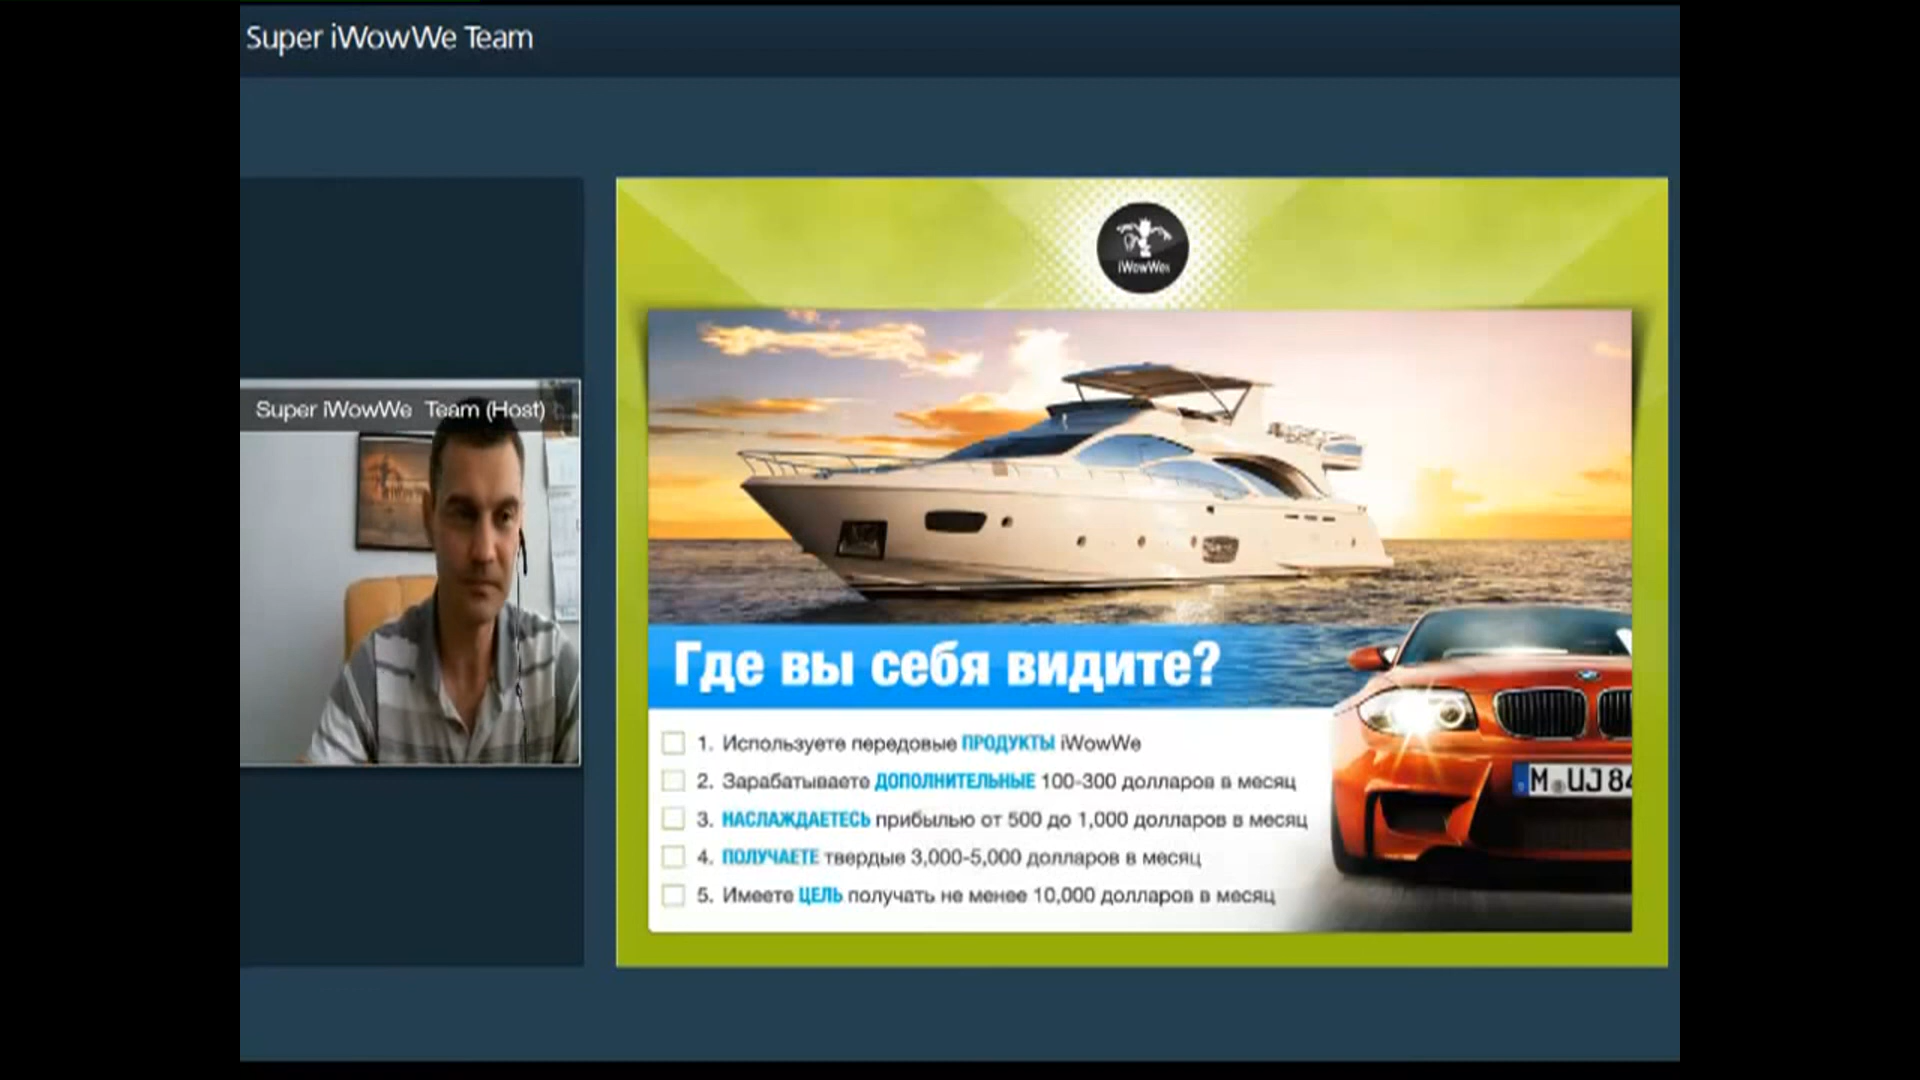 Super iWowWe Team
Super iWowWe Team (Host)
iWowWe
Где вы себя видите?
1. Используете передовые ПРОДУКТЫ iWowWe
2. Зарабатываете ДОПОЛНИТЕЛЬНЫЕ 100-300 долларов в месяц
3. НАСЛАЖДАЕТЕСЬ прибылью от 500 до 1,000 долларов в месяц
4. ПОЛУЧАЕТЕ твердые 3,000-5,000 долларов в месяц
5. Имеете ЦЕЛЬ получать не менее 10,000 долларов в месяц
M UJ 84